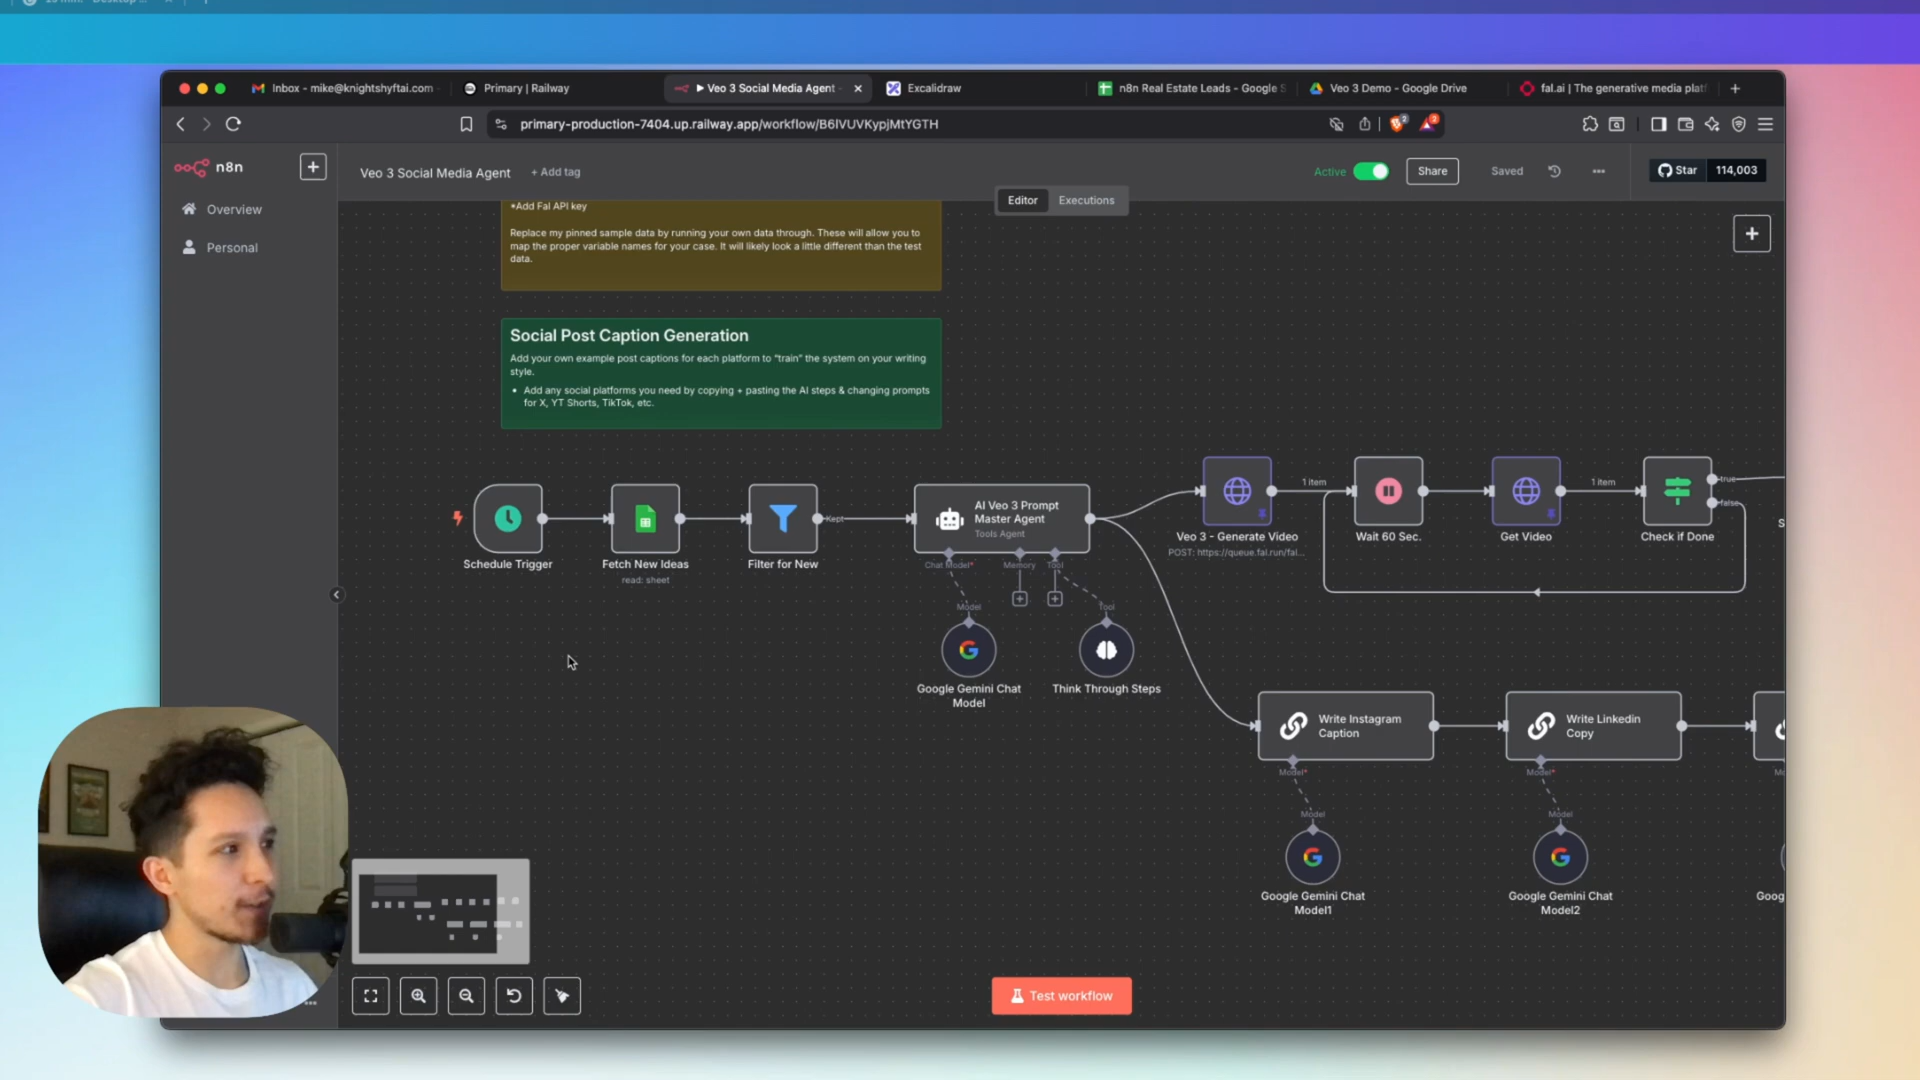 Inbox - mike@knightshyftai.com
Primary | Railway
Veo 3 Social Media Agent -
Excalidraw
n8n Real Estate Leads - Google S
Veo 3 Demo - Google Drive
fal.ai | The generative media platf
primary-production-7404.up.railway.app/workflow/B6lVUVKypjMtYGTH
n8n
Overview
Personal
Veo 3 Social Media Agent
+ Add tag
Active
Share
Saved
Star
114,003
Editor
Executions
*Add Fal API key
Replace my pinned sample data by running your own data through. These will allow you to
map the proper variable names for your case. It will likely look a little different than the test
data.
Social Post Caption Generation
Add your own example post captions for each platform to "train" the system on your writing
style.
• Add any social platforms you need by copying + pasting the AI steps & changing prompts
for X, YT Shorts, TikTok, etc.
Schedule Trigger
Fetch New Ideas
read: sheet
Filter for New
Kept
AI Veo 3 Prompt
Master Agent
Tools Agent
Chat Model*
Memory
Tool
Model
Tool
Google Gemini Chat
Model
Think Through Steps
Veo 3 - Generate Video
POST: https://queue.fal.run/fal...
1 item
Wait 60 Sec.
Get Video
1 item
Check if Done
true
false
S
Write Instagram
Caption
Model*
Model
Google Gemini Chat
Model1
Write Linkedin
Copy
Model*
Model
Google Gemini Chat
Model2
Mo
Goog
Test workflow